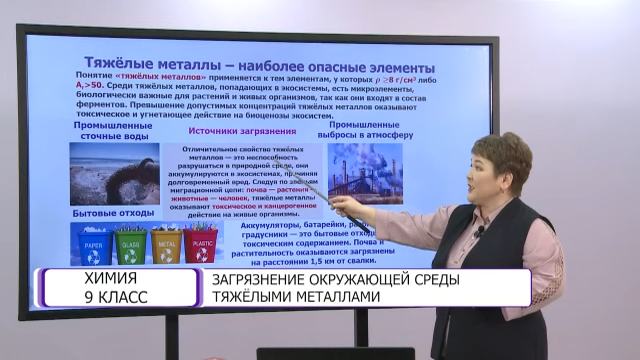 Тяжёлые металлы – наиболее опасные элементы
Понятие «тяжёлых металлов» применяется к тем элементам, у которых ρ ≥8 г/см³ либо
Ar>50. Среди тяжёлых металлов, попадающих в экосистемы, есть микроэлементы,
биологически важные для растений и живых организмов, так как они входят в состав
ферментов. Превышение допустимых концентраций тяжёлых металлов оказывают
токсическое и угнетающее действие на биоценозы экосистемы.
Промышленные
сточные воды
Источники загрязнения
Промышленные
выбросы в атмосферу
Отличительное свойство тяжёлых
металлов — это неспособность
разрушаться в природной среде, они
аккумулируются в экосистемах, причиняя
долговременный вред. Следуя по звеньям
миграционной цепи: почва — растения –
животные — человек, тяжёлые металлы
оказывают токсическое и канцерогенное
действие на живые организмы.
Бытовые отходы
PAPER
GLASS
METAL
PLASTIC
Аккумуляторы, батарейки,
градусники — это бытовые отходы
токсическим содержанием. Почва и
растительность оказываются загрязнены
на расстоянии 1,5 км от свалки.
ХИМИЯ
9 КЛАСС
ЗАГРЯЗНЕНИЕ ОКРУЖАЮЩЕЙ СРЕДЫ
ТЯЖЁЛЫМИ МЕТАЛЛАМИ